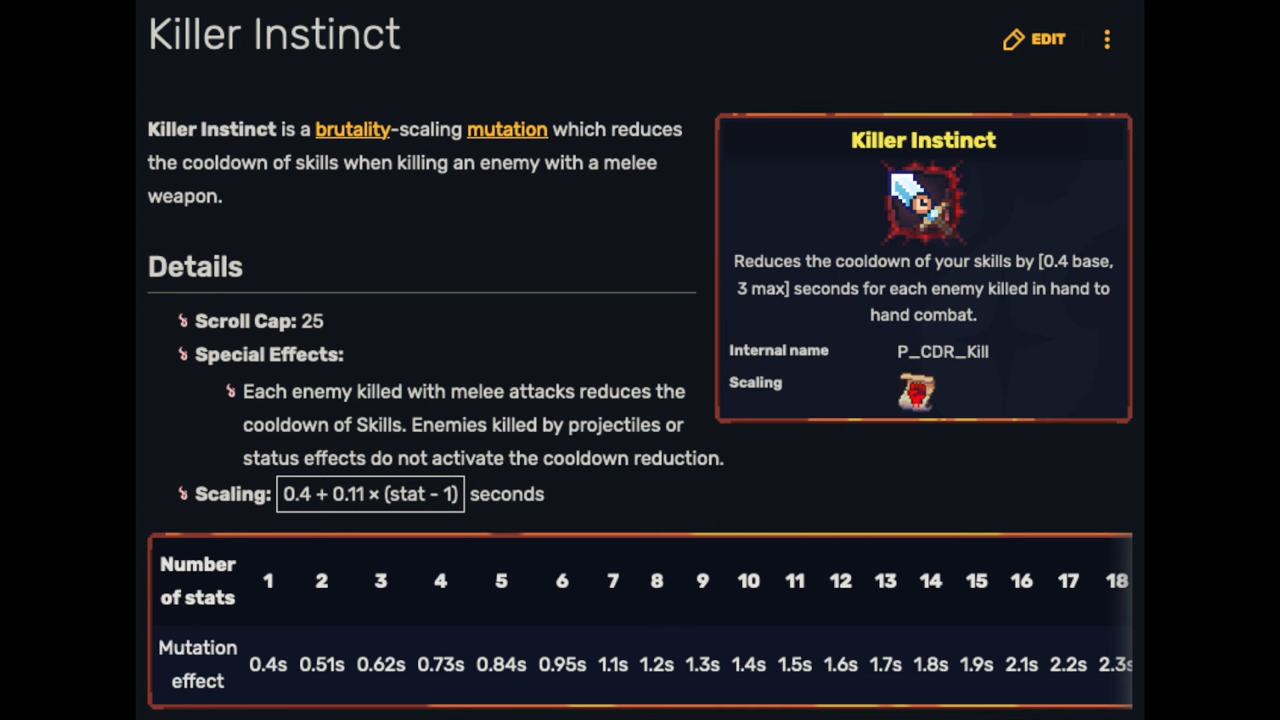 Killer Instinct
EDIT
Killer Instinct is a brutality-scaling mutation which reduces
the cooldown of skills when killing an enemy with a melee
weapon.
Killer Instinct
Reduces the cooldown of your skills by [0.4 base,
3 max] seconds for each enemy killed in hand to
hand combat.
Internal name P_CDR_Kill
Scaling
Details
Scroll Cap: 25
Special Effects:
Each enemy killed with melee attacks reduces the
cooldown of Skills. Enemies killed by projectiles or
status effects do not activate the cooldown reduction.
Scaling: 0.4 + 0.11 × (stat - 1) seconds
Number
of stats
1 2 3 4 5 6 7 8 9 10 11 12 13 14 15 16 17 18
Mutation
effect
0.4s 0.51s 0.62s 0.73s 0.84s 0.95s 1.1s 1.2s 1.3s 1.4s 1.5s 1.6s 1.7s 1.8s 1.9s 2.1s 2.2s 2.3s